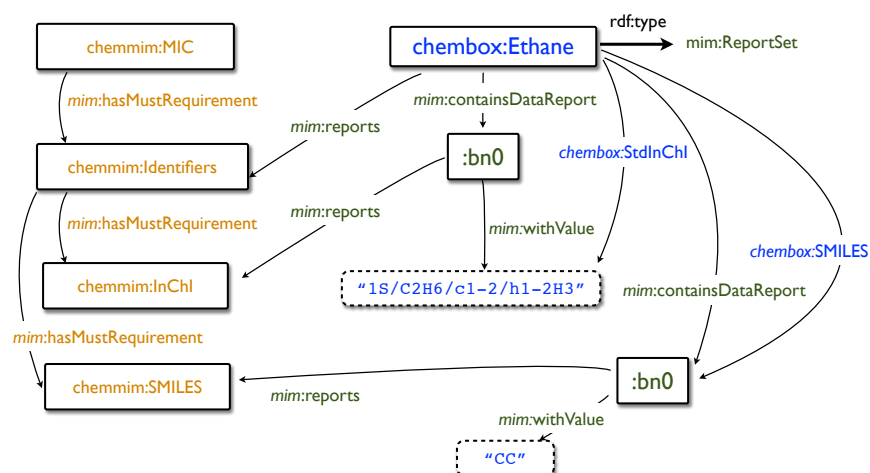 rdf:type
chemmim:MIC
chembox:Ethane
mim:ReportSet
mim:hasMustRequirement
mim:containsDataReport
mim:reports
:bn0
chembox:StdInChI
chemmim:Identifiers
mim:reports
mim:hasMustRequirement
mim:withValue
chembox:SMILES
chemmim:InChI
"1S/C2H6/c1-2/h1-2H3"
mim:containsDataReport
mim:hasMustRequirement
chemmim:SMILES
mim:reports
:bn0
mim:withValue
"CC"